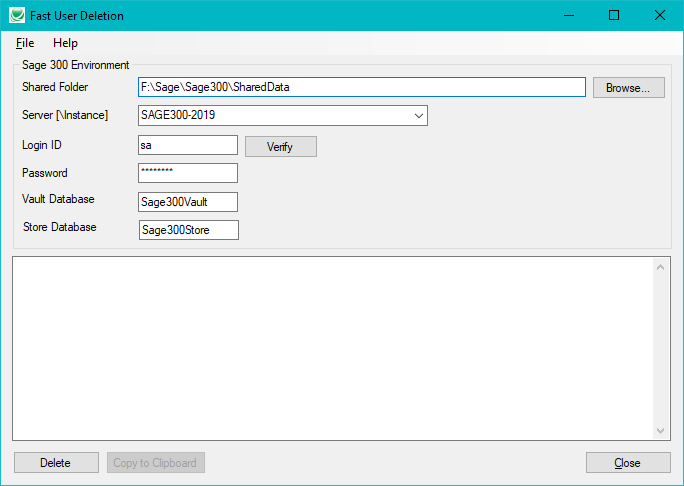 Fast User Deletion
File Help
Sage 300 Environment
Shared Folder F:\Sage\Sage300\SharedData Browse...
Server [\Instance] SAGE300-2019
Login ID sa Verify
Password ********
Vault Database Sage300Vault
Store Database Sage300Store
Delete Copy to Clipboard Close